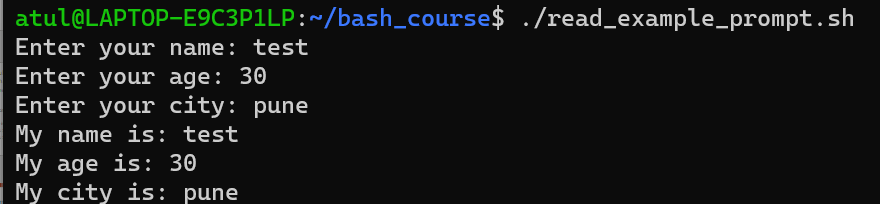 atul@LAPTOP-E9C3P1LP:~/bash_course$ ./read_example_prompt.sh
Enter your name: test
Enter your age: 30
Enter your city: pune
My name is: test
My age is: 30
My city is: pune